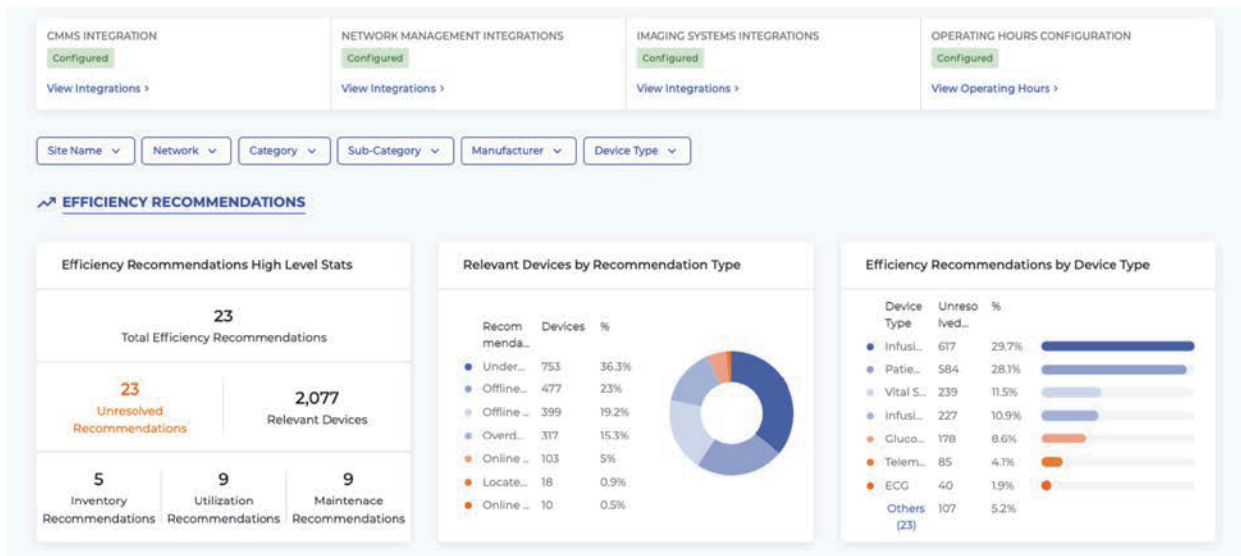 CMMS INTEGRATION
Configured
View Integrations >
NETWORK MANAGEMENT INTEGRATIONS
Configured
View Integrations >
IMAGING SYSTEMS INTEGRATIONS
Configured
View Integrations >
OPERATING HOURS CONFIGURATION
Configured
View Operating Hours >
Site Name
Network
Category
Sub-Category
Manufacturer
Device Type
EFFICIENCY RECOMMENDATIONS
Efficiency Recommendations High Level Stats
23
Total Efficiency Recommendations
23
Unresolved
Recommendations
2,077
Relevant Devices
5
Inventory
Recommendations
9
Utilization
Recommendations
9
Maintenace
Recommendations
Relevant Devices by Recommendation Type
Recom
menda...
Devices
%
Under... 753 36.3%
Offline... 477 23%
Offline ... 399 19.2%
Overd... 317 15.3%
Online ... 103 5%
Locate... 18 0.9%
Online ... 10 0.5%
Efficiency Recommendations by Device Type
Device
Type
Unreso
lved...
%
Infusi... 617 29.7%
Patie... 584 28.1%
Vital S... 239 11.5%
Infusi... 227 10.9%
Gluco... 178 8.6%
Telem... 85 4.1%
ECG 40 1.9%
Others 107 5.2%
(23)